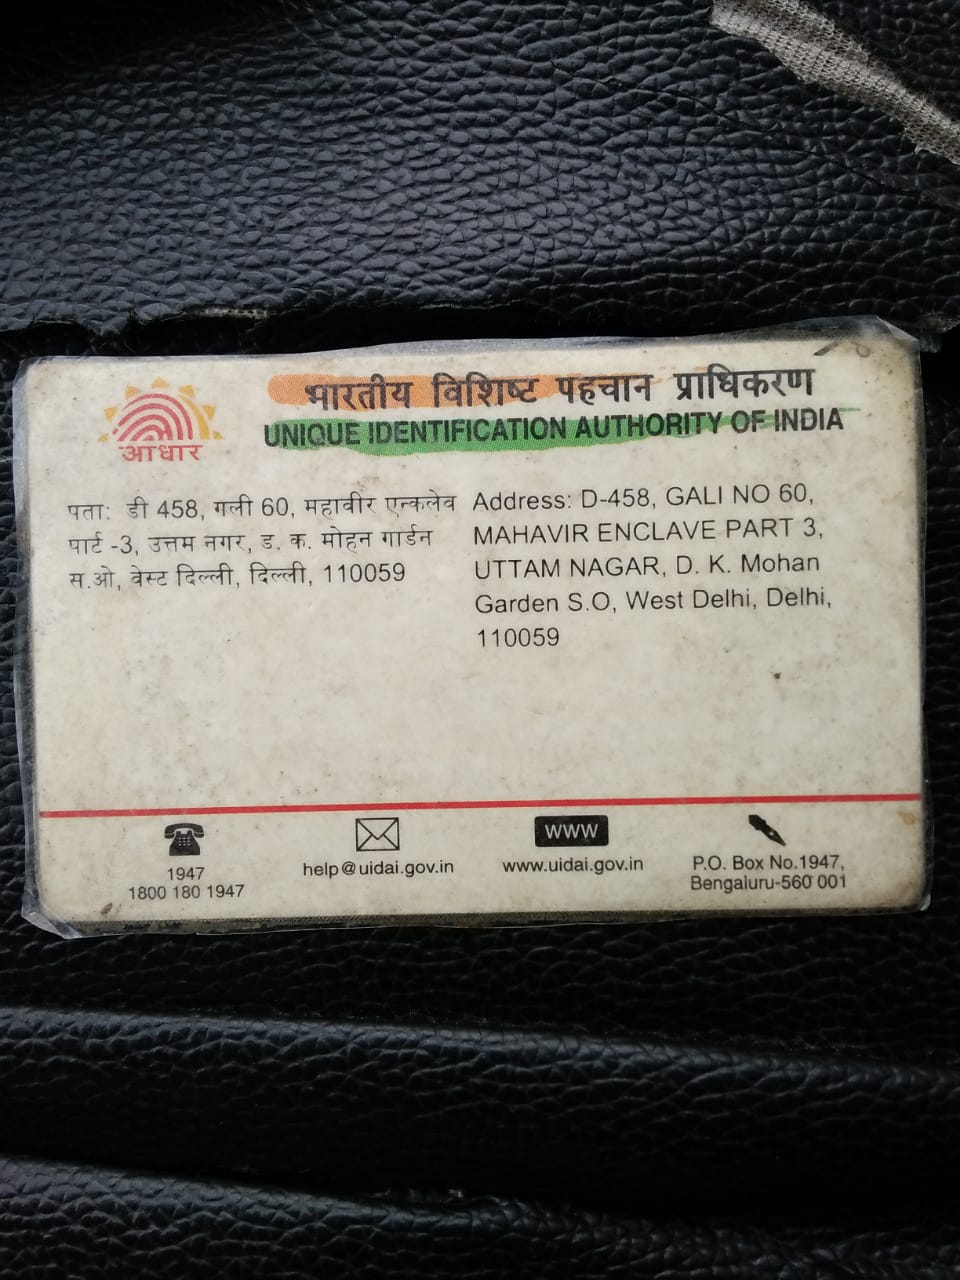 आधार
भारतीय विशिष्ट पहचान प्राधिकरण
UNIQUE IDENTIFICATION AUTHORITY OF INDIA
पता: डी 458, गली 60, महावीर एन्कलेव
पार्ट -3, उत्तम नगर, ड. क. मोहन गार्डन
स.ओ, वेस्ट दिल्ली, दिल्ली, 110059
Address: D-458, GALI NO 60,
MAHAVIR ENCLAVE PART 3,
UTTAM NAGAR, D. K. Mohan
Garden S.O, West Delhi, Delhi,
110059
1947
1800 180 1947
help@uidai.gov.in
www
www.uidai.gov.in
P.O. Box No.1947,
Bengaluru-560 001